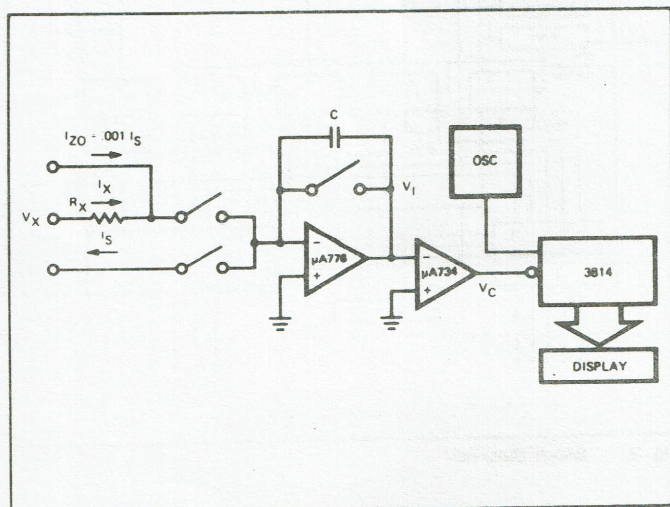 I_ZO = .001 I_S
C
OSC
I_X
V_X
R_X
V_I
I_S
−
+
μA776
−
+
μA734
V_C
3814
DISPLAY